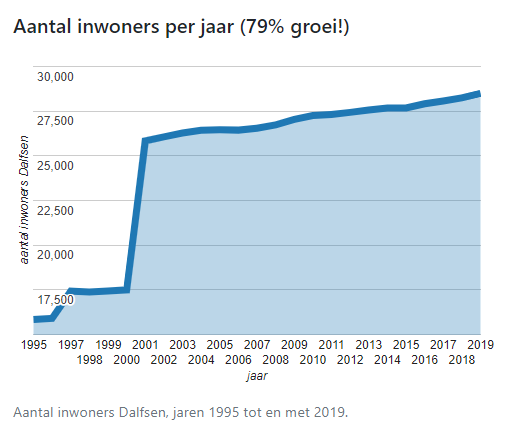 Aantal inwoners per jaar (79% groei!)
30,000
27,500
25,000
22,500
20,000
17,500
aantal inwoners Dalfsen
1995 1997 1999 2001 2003 2005 2007 2009 2011 2013 2015 2017 2019
1998 2000 2002 2004 2006 2008 2010 2012 2014 2016 2018
jaar
Aantal inwoners Dalfsen, jaren 1995 tot en met 2019.